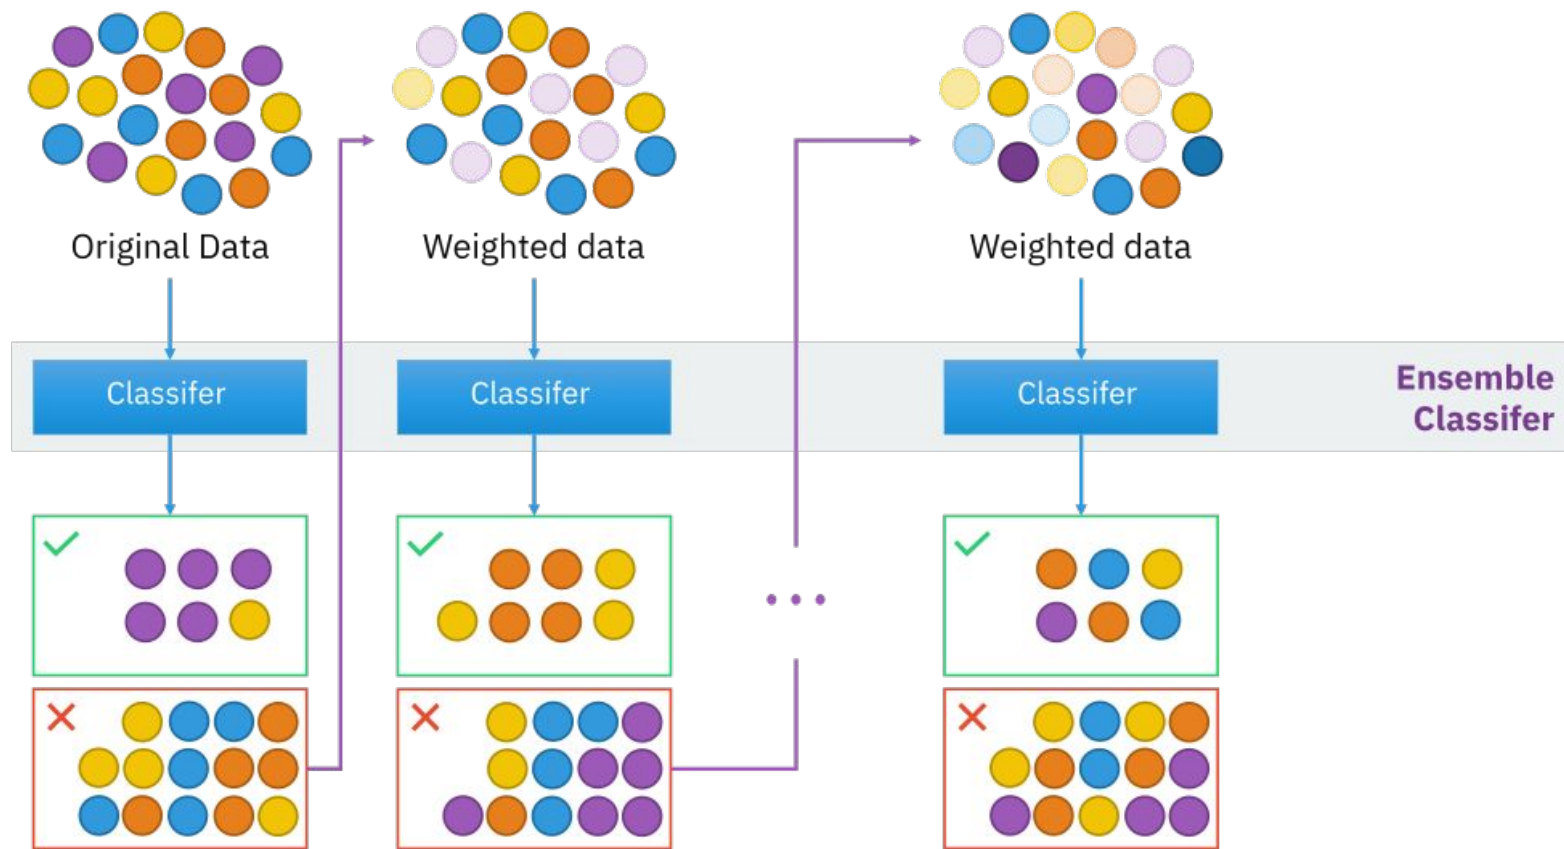 Original Data
Weighted data
Weighted data
Classifer
Classifer
Classifer
Ensemble
Classifer